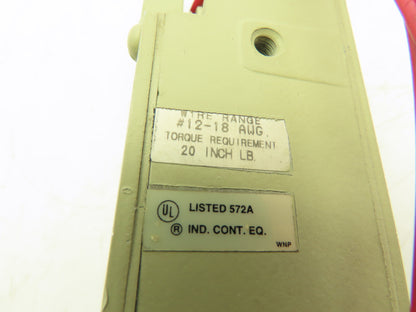 WIRE RANGE
#12-18 AWG.
TORQUE REQUIREMENT
20 INCH LB.
UL LISTED 572A
® IND. CONT. EQ.
WNP